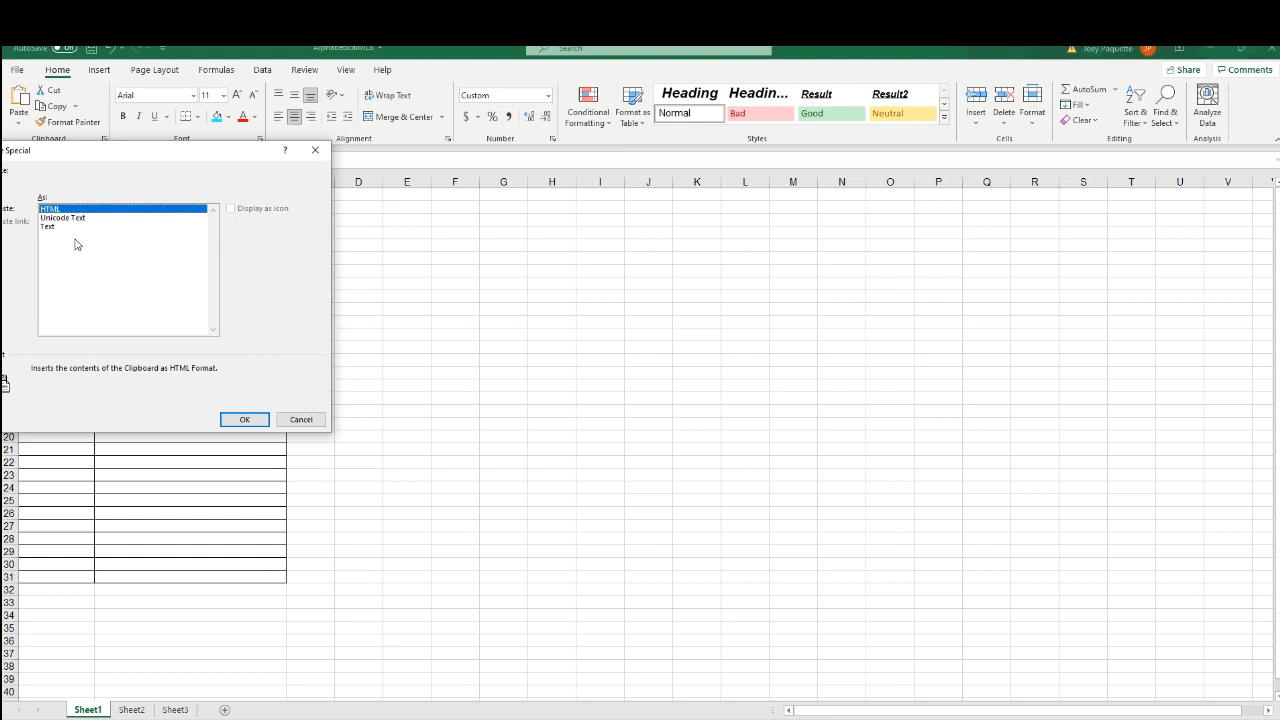 AutoSave Off AlphabeticalMLB Search Joey Paquette JP
File Home Insert Page Layout Formulas Data Review View Help Share Comments
Cut Arial 11 Wrap Text Custom Heading Headin... Result Result2 AutoSum
Copy Fill
Paste Format Painter B I U A Merge & Center $ % Conditional Formatting Format as Table Normal Bad Good Neutral Insert Delete Format Clear Sort & Filter Find & Select Analyze Data
Clipboard Font Alignment Number Styles Cells Editing Analysis
Special ?
D E F G H I J K L M N O P Q R S T U V
As:
HTML Display as icon
Unicode Text
Text
Inserts the contents of the Clipboard as HTML Format.
OK Cancel
20
21
22
23
24
25
26
27
28
29
30
31
32
33
34
35
36
37
38
39
40
Sheet1 Sheet2 Sheet3